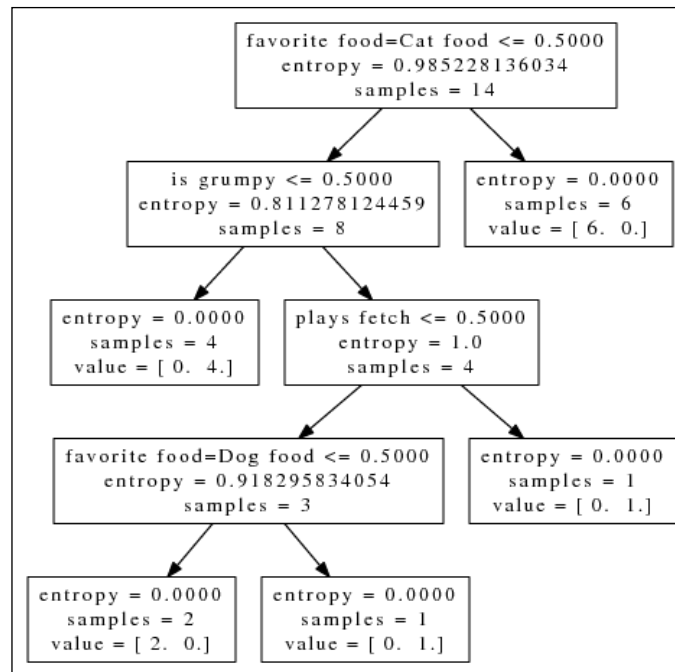 favorite food=Cat food <= 0.5000
entropy = 0.985228136034
samples = 14
is grumpy <= 0.5000
entropy = 0.811278124459
samples = 8
entropy = 0.0000
samples = 6
value = [ 6. 0.]
entropy = 0.0000
samples = 4
value = [ 0. 4.]
plays fetch <= 0.5000
entropy = 1.0
samples = 4
favorite food=Dog food <= 0.5000
entropy = 0.918295834054
samples = 3
entropy = 0.0000
samples = 1
value = [ 0. 1.]
entropy = 0.0000
samples = 2
value = [ 2. 0.]
entropy = 0.0000
samples = 1
value = [ 0. 1.]